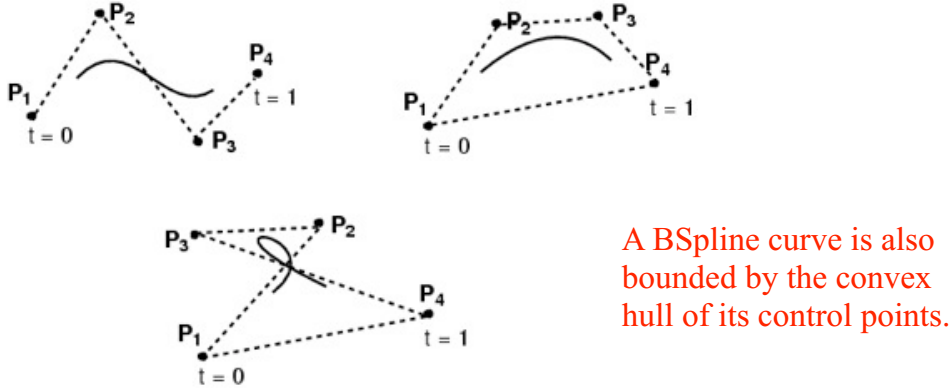 P2
P4
P1
t = 1
t = 0
P3
P2
P3
P4
P1
t = 1
t = 0
P3
P2
P4
P1
t = 1
t = 0
A BSpline curve is also
bounded by the convex
hull of its control points.